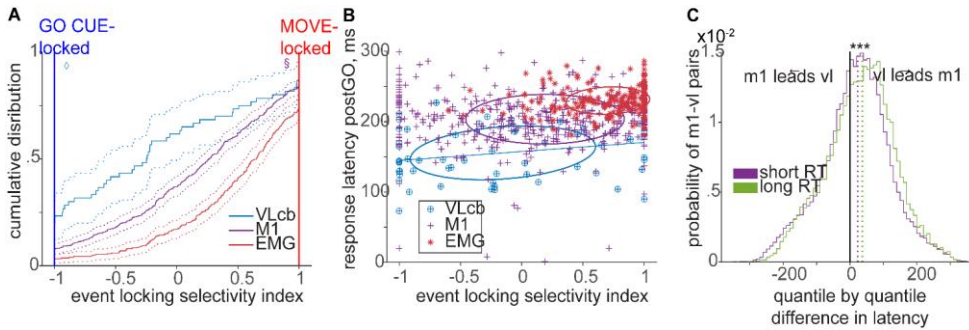 A
GO CUE-
locked
MOVE-
locked
◊
§
cumulative disribution
1
.5
0
VLcb
M1
EMG
-1
-0.5
0
0.5
1
event locking selectivity index
B
response latency postGO, ms
300
200
100
0
VLcb
M1
EMG
-1
-0.5
0
0.5
1
event locking selectivity index
C
x10⁻²
***
1.5
1
0.5
0
probability of m1-vl pairs
m1 leads vl
vl leads m1
short RT
long RT
-200
0
200
quantile by quantile
difference in latency